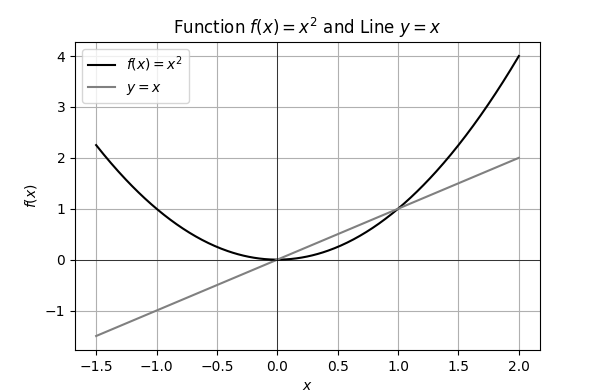 Function f(x) = x² and Line y = x
f(x) = x²
y = x
4
3
2
1
0
−1
f(x)
−1.5 −1.0 −0.5 0.0 0.5 1.0 1.5 2.0
x